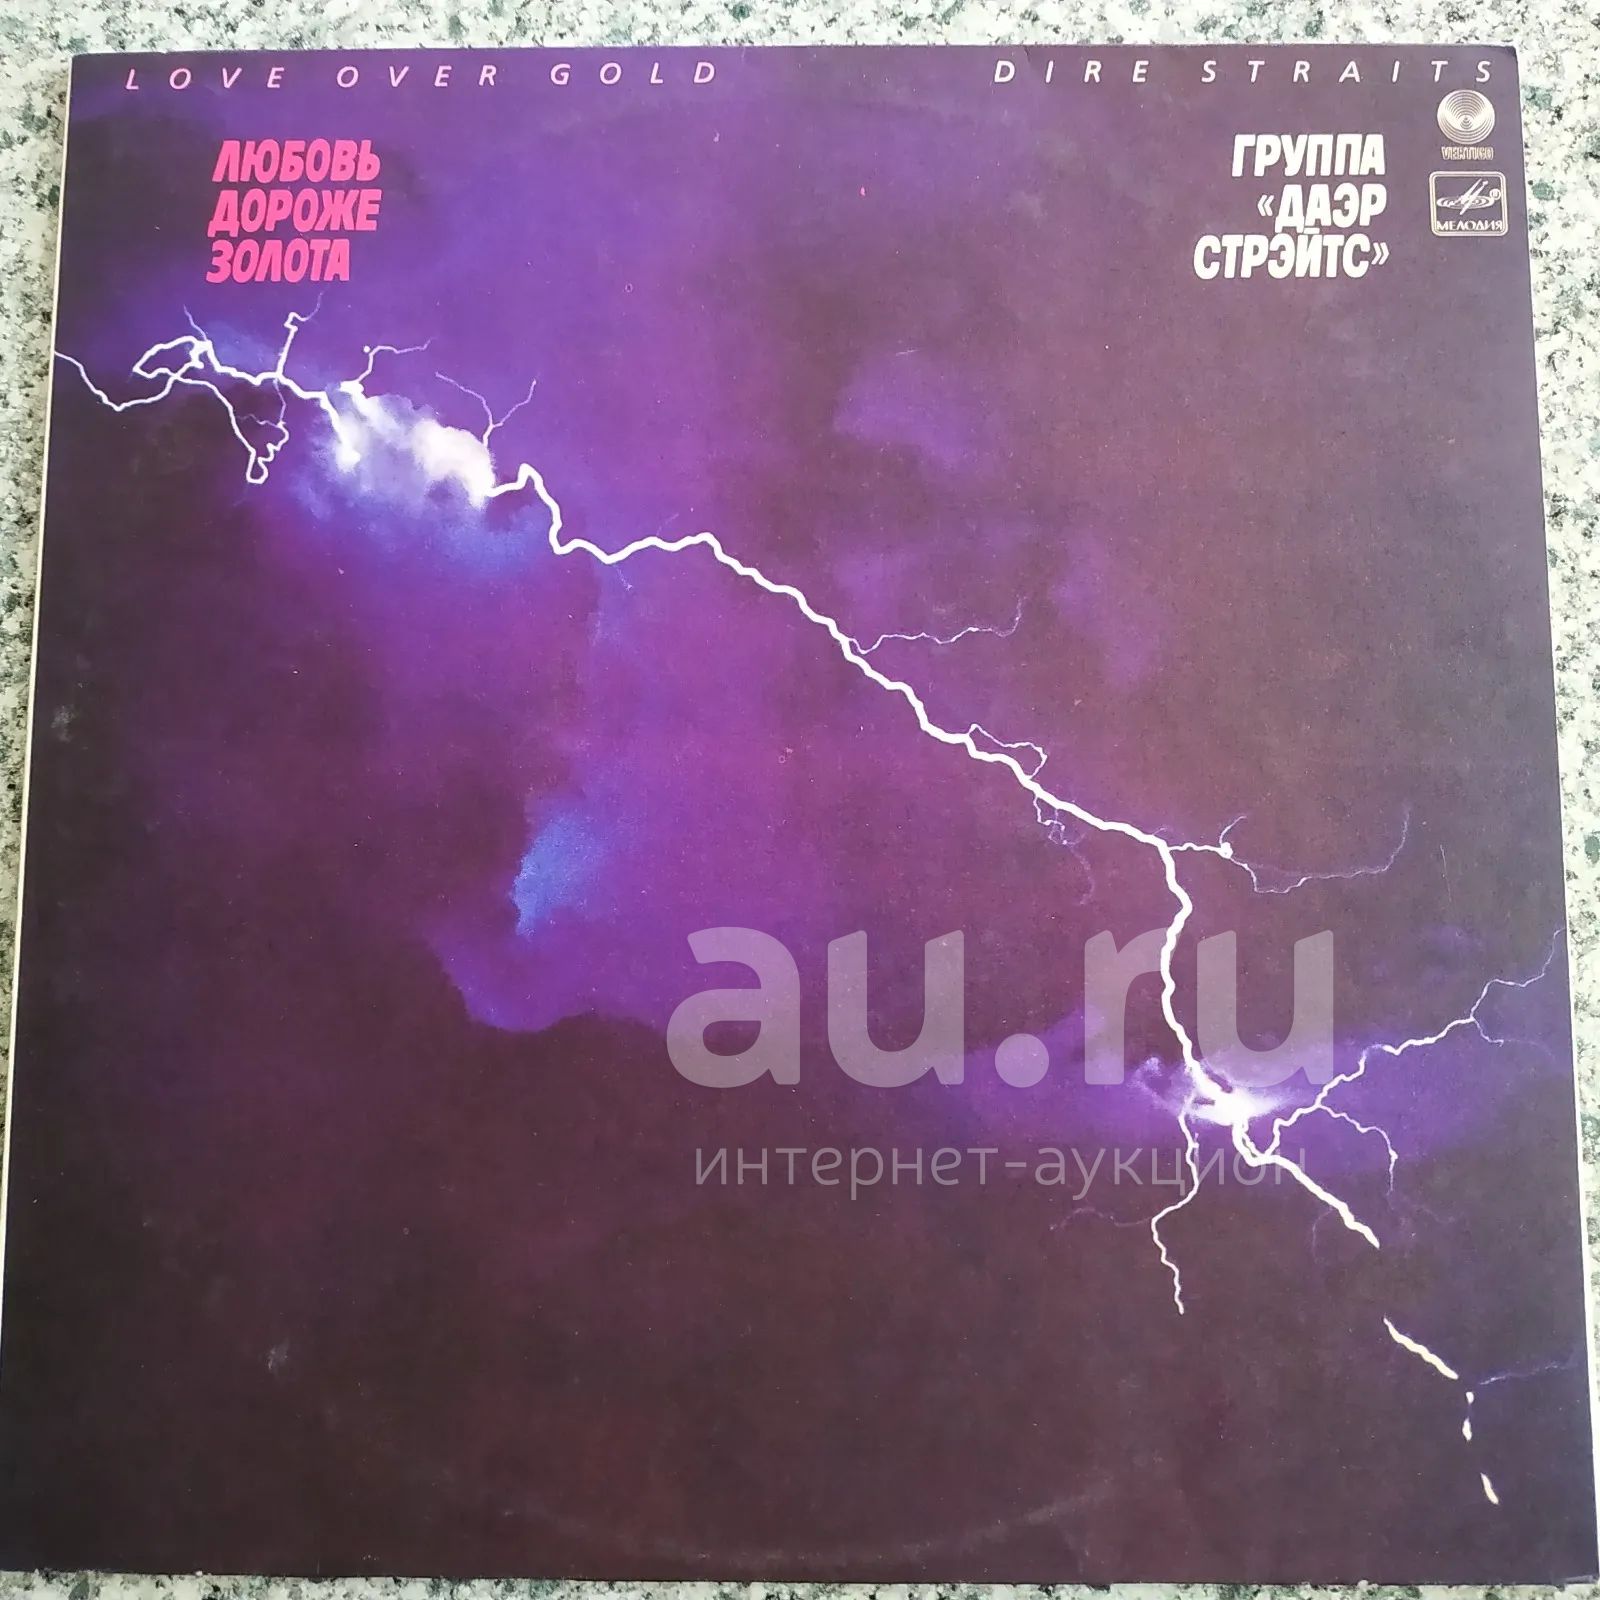 LOVE OVER GOLD
DIRE STRAITS
ЛЮБОВЬ
ДОРОЖЕ
ЗОЛОТА
ГРУППА
«ДАЭР
СТРЭЙТС»
VERTIGO
МЕЛОДИЯ
au.ru
интернет-аукцион